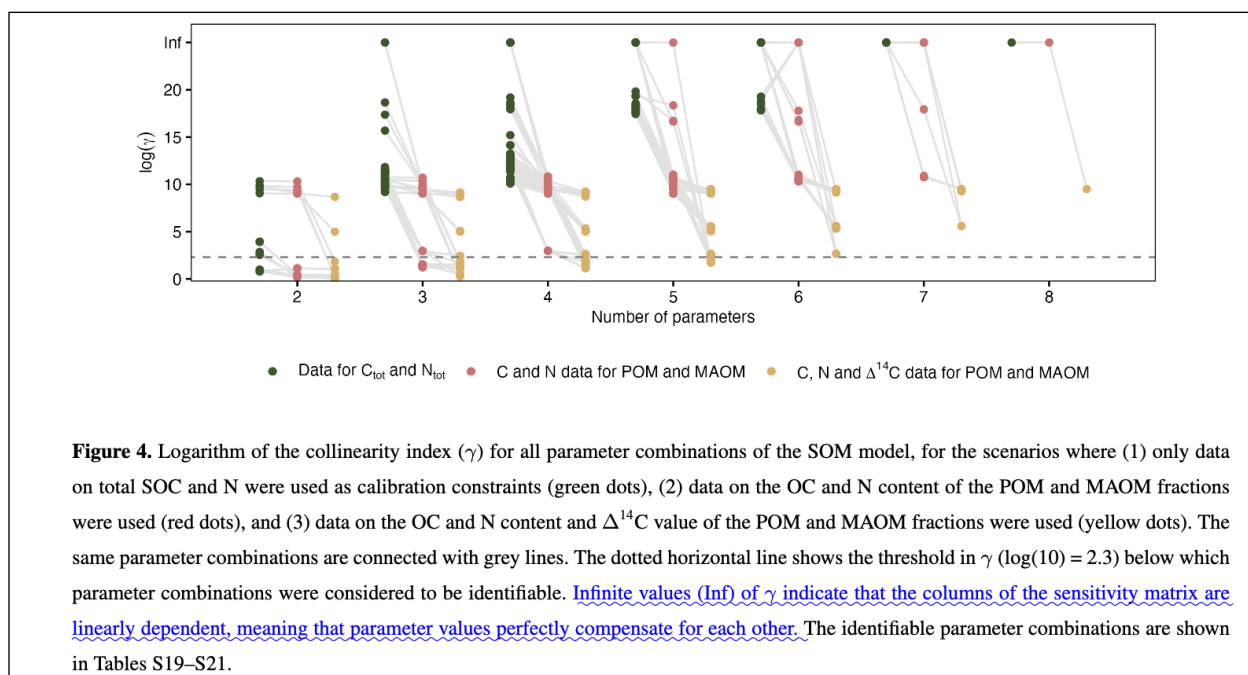 Inf
20
15
10
5
0
log(γ)
2 3 4 5 6 7 8
Number of parameters
Data for Ctot and Ntot C and N data for POM and MAOM C, N and Δ14C data for POM and MAOM
Figure 4. Logarithm of the collinearity index (γ) for all parameter combinations of the SOM model, for the scenarios where (1) only data
on total SOC and N were used as calibration constraints (green dots), (2) data on the OC and N content of the POM and MAOM fractions
were used (red dots), and (3) data on the OC and N content and Δ14C value of the POM and MAOM fractions were used (yellow dots). The
same parameter combinations are connected with grey lines. The dotted horizontal line shows the threshold in γ (log(10) = 2.3) below which
parameter combinations were considered to be identifiable. Infinite values (Inf) of γ indicate that the columns of the sensitivity matrix are
linearly dependent, meaning that parameter values perfectly compensate for each other. The identifiable parameter combinations are shown
in Tables S19–S21.